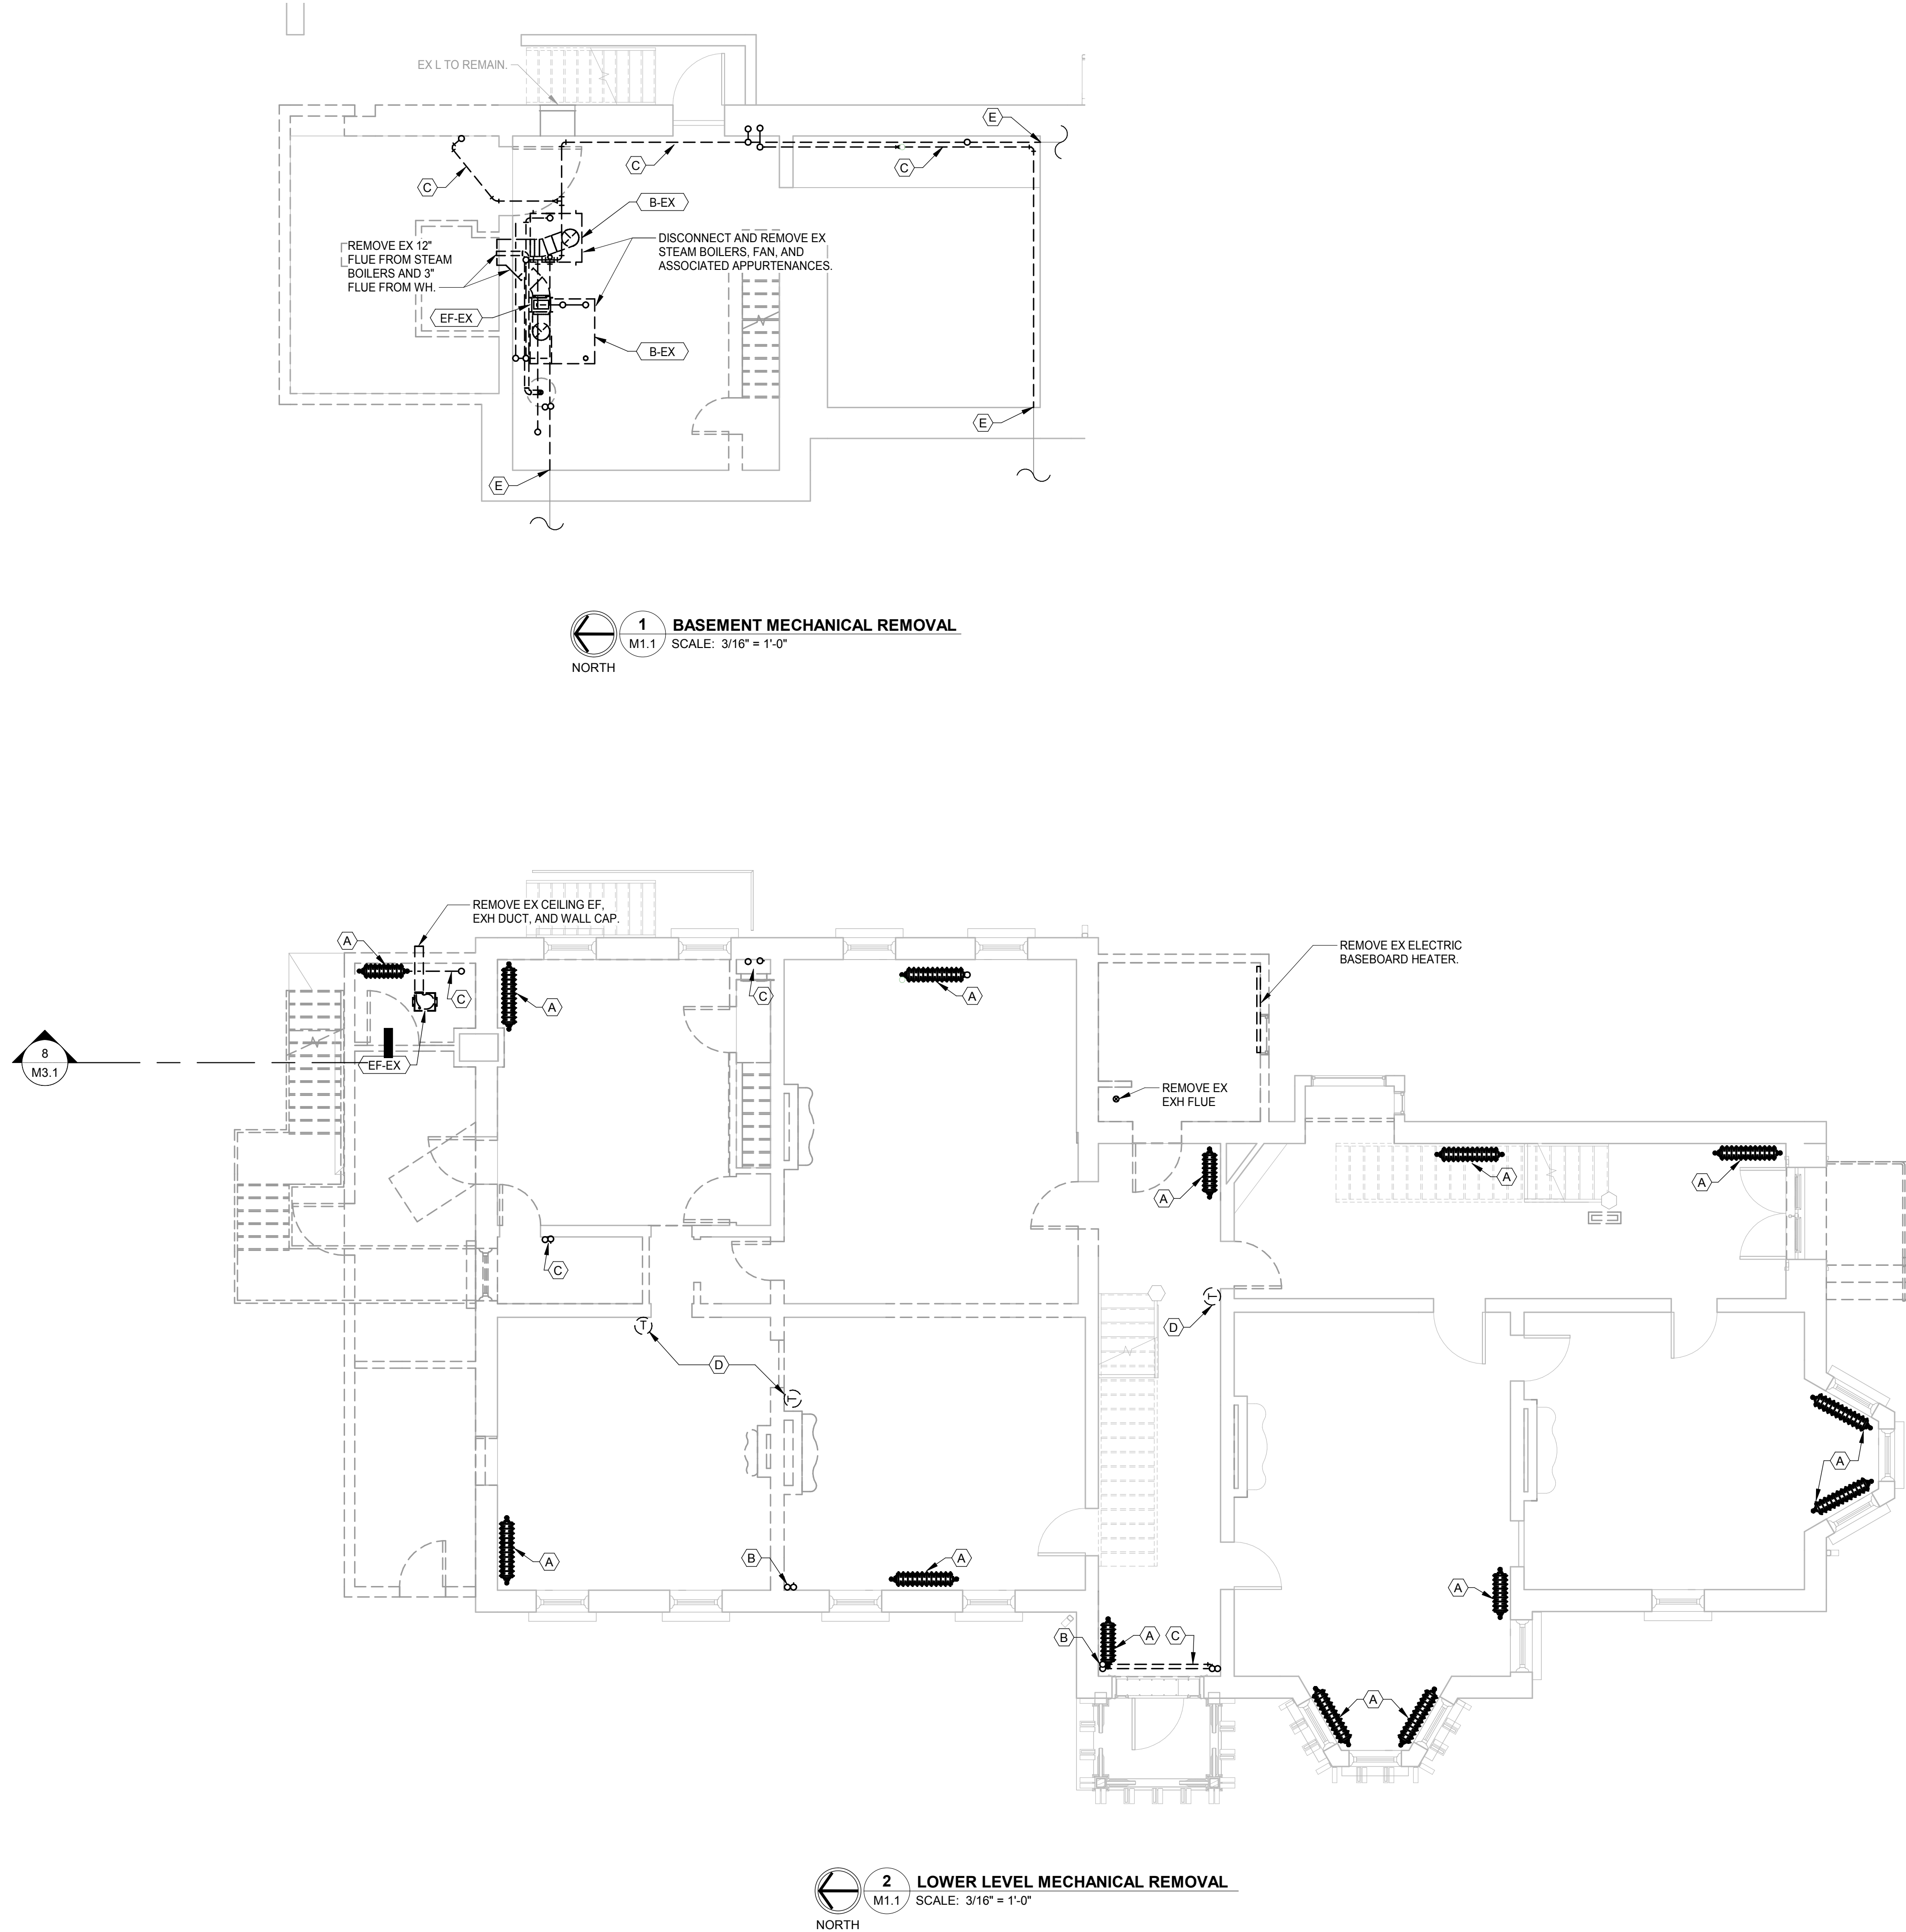 EX L TO REMAIN.
E
C
C
C
B-EX
REMOVE EX 12"
FLUE FROM STEAM
BOILERS AND 3"
FLUE FROM WH.
DISCONNECT AND REMOVE EX
STEAM BOILERS, FAN, AND
ASSOCIATED APPURTENANCES.
EF-EX
B-EX
E
E
1
M1.1
BASEMENT MECHANICAL REMOVAL
SCALE: 3/16" = 1'-0"
NORTH
REMOVE EX CEILING EF,
EXH DUCT, AND WALL CAP.
A
C
A
C
A
REMOVE EX ELECTRIC
BASEBOARD HEATER.
8
M3.1
EF-EX
REMOVE EX
EXH FLUE
A
A
A
C
T
T
D
D
T
A
A
B
A
A
B
A
C
A
2
M1.1
LOWER LEVEL MECHANICAL REMOVAL
SCALE: 3/16" = 1'-0"
NORTH